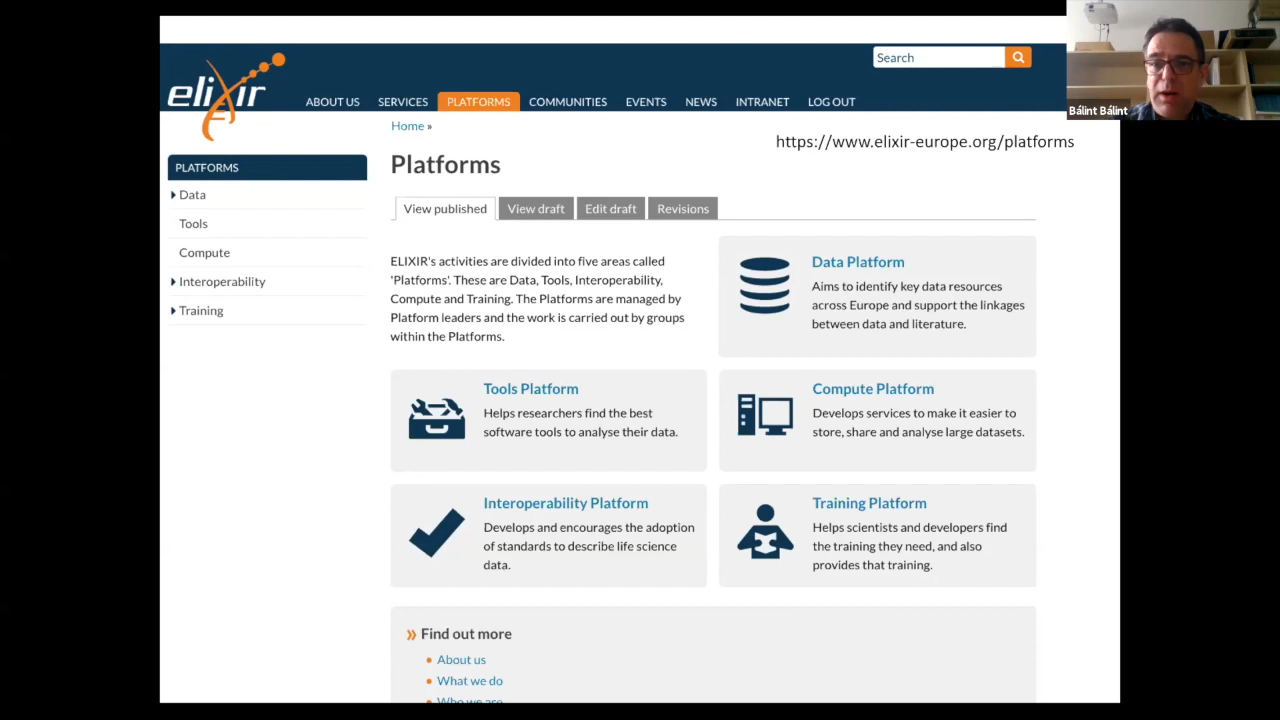 elixir
Search
ABOUT US SERVICES PLATFORMS COMMUNITIES EVENTS NEWS INTRANET LOG OUT
Bálint Bálint
Home »
https://www.elixir-europe.org/platforms
PLATFORMS
Data
Tools
Compute
Interoperability
Training
Platforms
View published View draft Edit draft Revisions
ELIXIR's activities are divided into five areas called
'Platforms'. These are Data, Tools, Interoperability,
Compute and Training. The Platforms are managed by
Platform leaders and the work is carried out by groups
within the Platforms.
Data Platform
Aims to identify key data resources
across Europe and support the linkages
between data and literature.
Tools Platform
Helps researchers find the best
software tools to analyse their data.
Compute Platform
Develops services to make it easier to
store, share and analyse large datasets.
Interoperability Platform
Develops and encourages the adoption
of standards to describe life science
data.
Training Platform
Helps scientists and developers find
the training they need, and also
provides that training.
Find out more
About us
What we do
Who we are